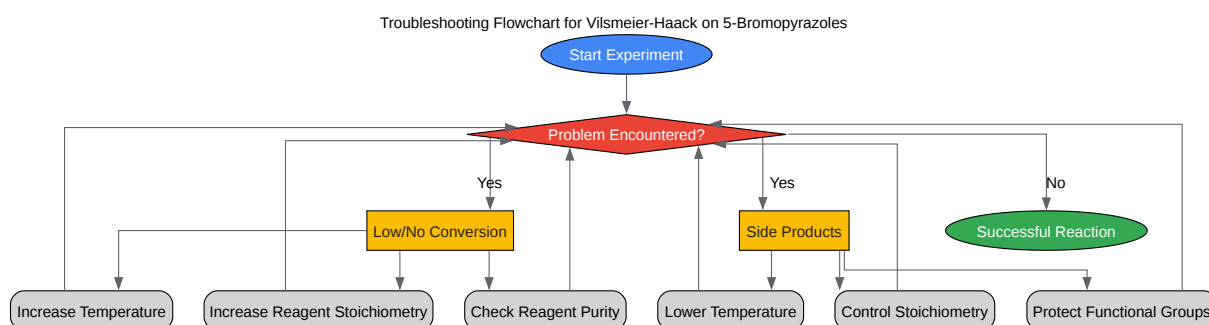 Troubleshooting Flowchart for Vilsmeier-Haack on 5-Bromopyrazoles
Start Experiment
Problem Encountered?
Yes
Yes
No
Low/No Conversion
Side Products
Successful Reaction
Increase Temperature
Increase Reagent Stoichiometry
Check Reagent Purity
Lower Temperature
Control Stoichiometry
Protect Functional Groups